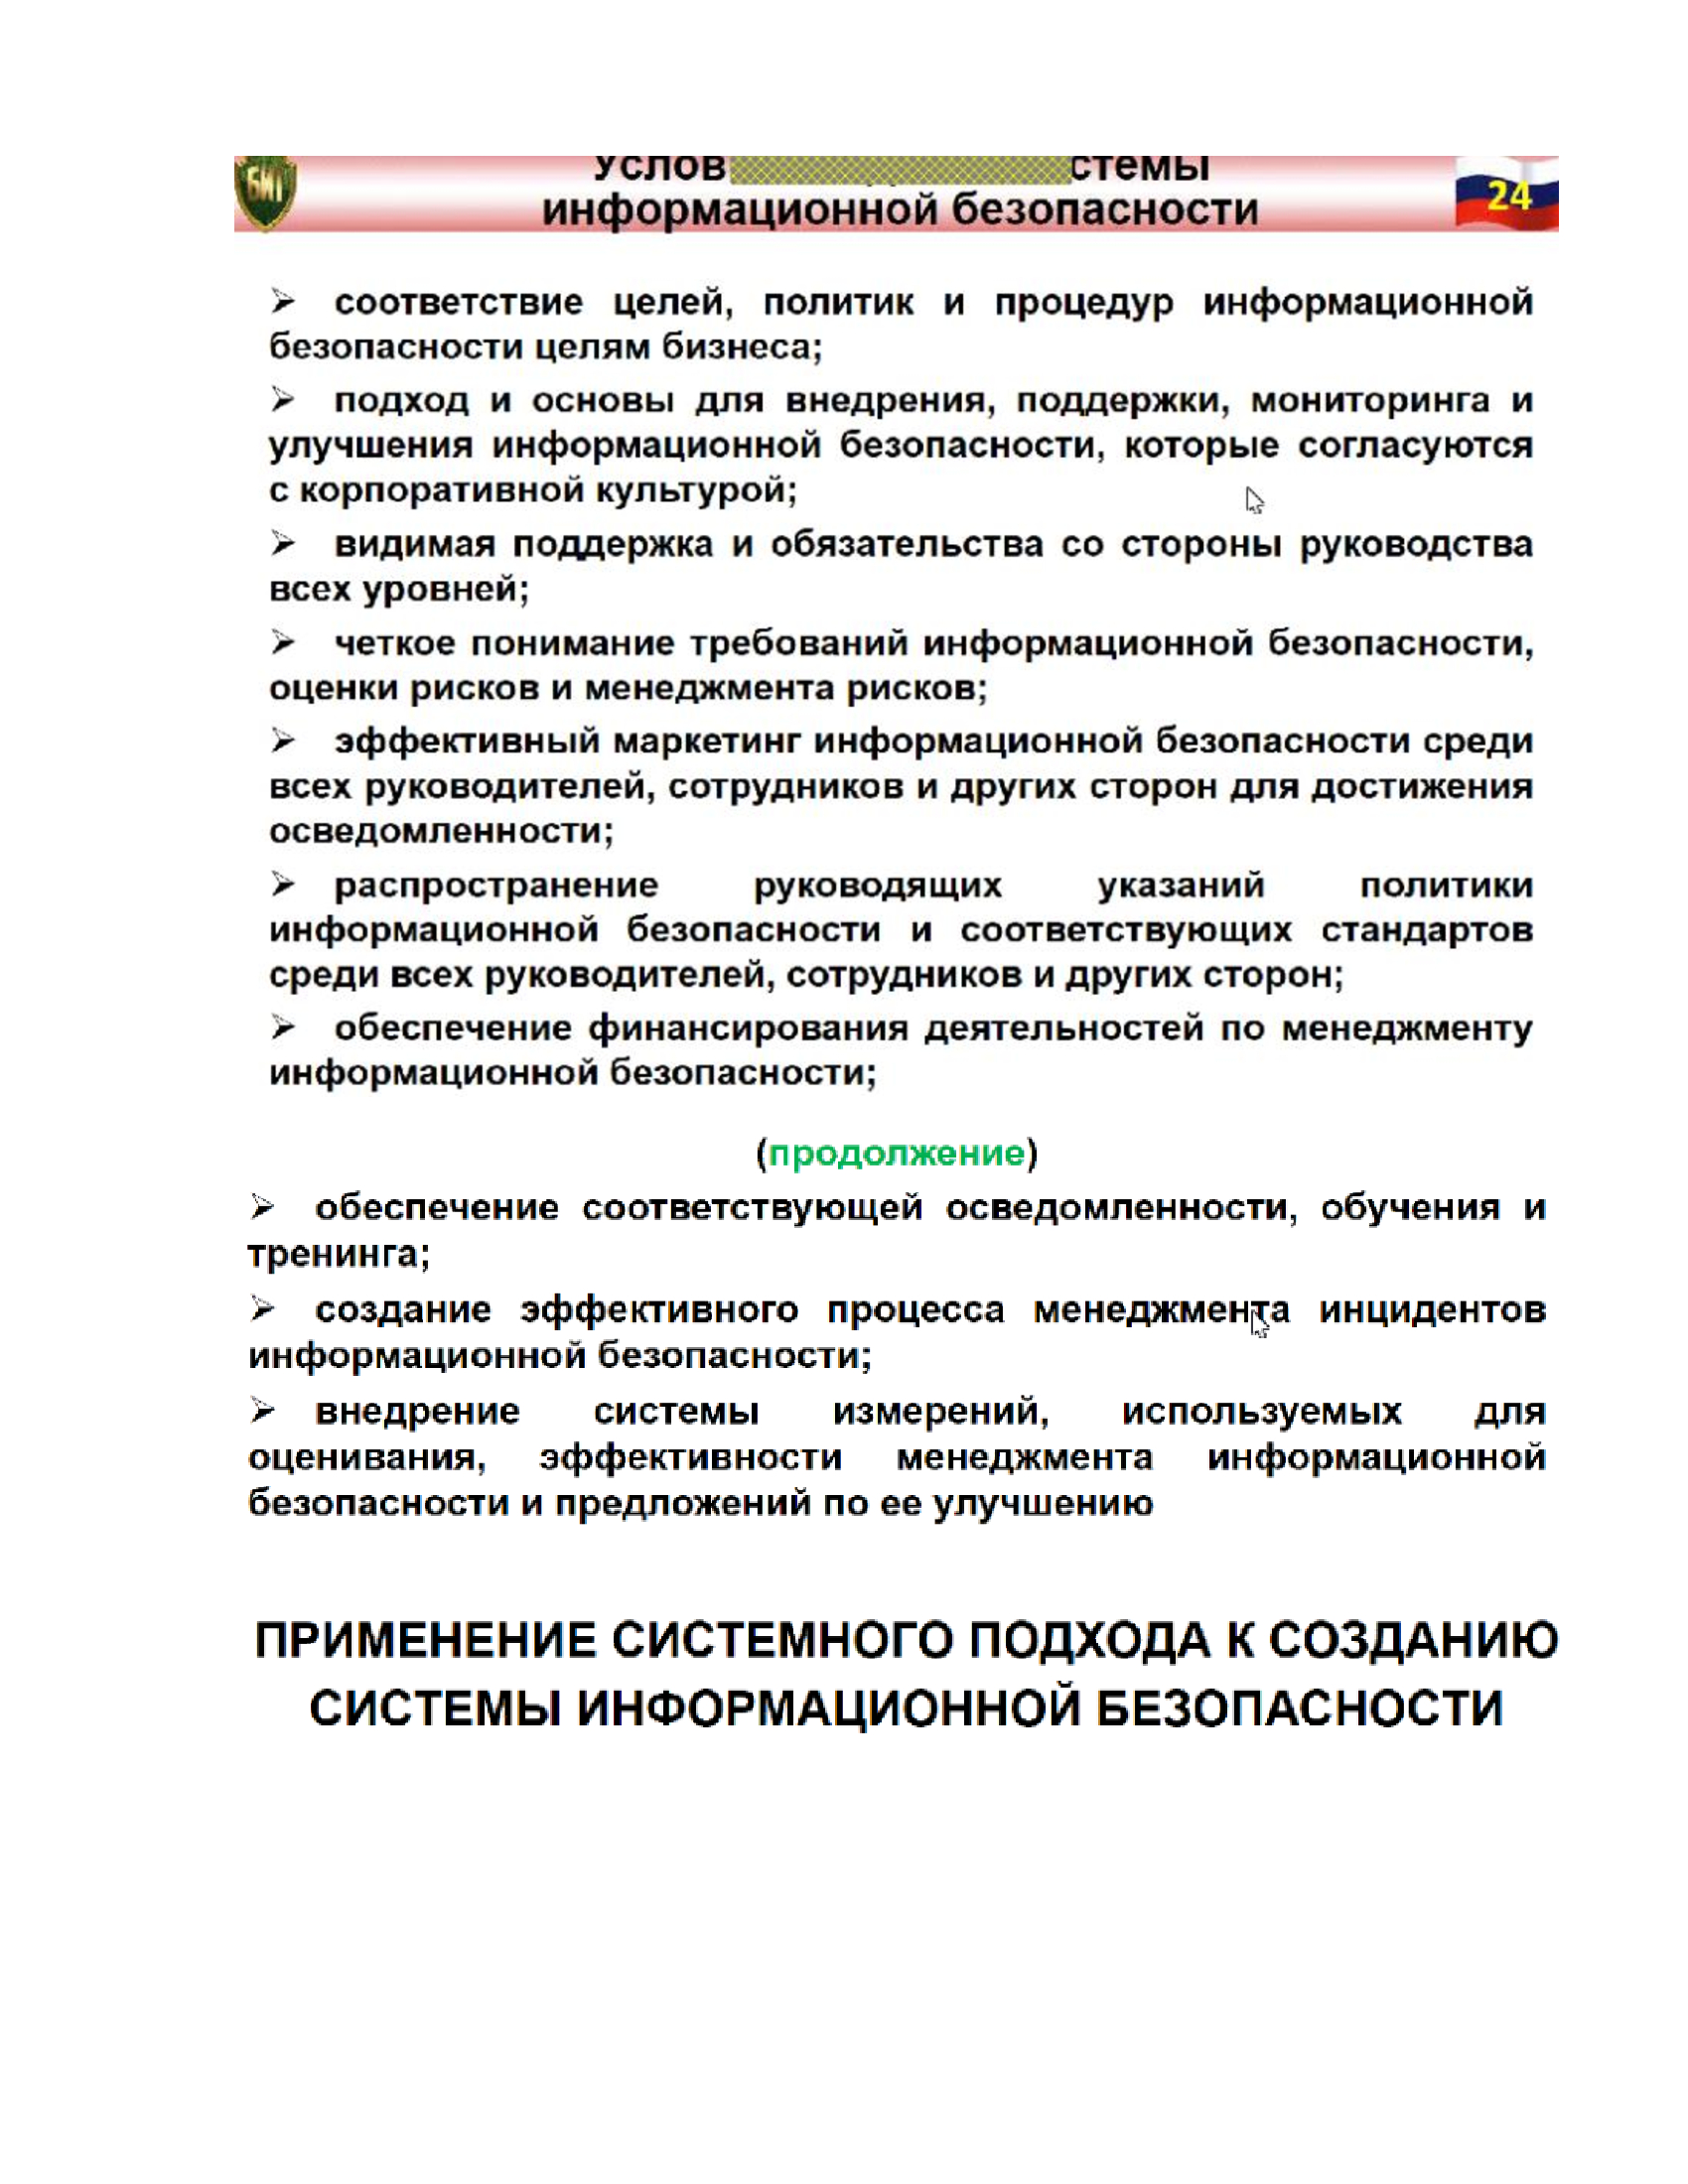 информационной безопасности
БИТ
24
➢ соответствие целей, политик и процедур информационной
безопасности целям бизнеса;
➢ подход и основы для внедрения, поддержки, мониторинга и
улучшения информационной безопасности, которые согласуются
с корпоративной культурой;
➢ видимая поддержка и обязательства со стороны руководства
всех уровней;
➢ четкое понимание требований информационной безопасности,
оценки рисков и менеджмента рисков;
➢ эффективный маркетинг информационной безопасности среди
всех руководителей, сотрудников и других сторон для достижения
осведомленности;
➢ распространение руководящих указаний политики
информационной безопасности и соответствующих стандартов
среди всех руководителей, сотрудников и других сторон;
➢ обеспечение финансирования деятельностей по менеджменту
информационной безопасности;
(продолжение)
➢ обеспечение соответствующей осведомленности, обучения и
тренинга;
➢ создание эффективного процесса менеджмента инцидентов
информационной безопасности;
➢ внедрение системы измерений, используемых для
оценивания, эффективности менеджмента информационной
безопасности и предложений по ее улучшению
ПРИМЕНЕНИЕ СИСТЕМНОГО ПОДХОДА К СОЗДАНИЮ
СИСТЕМЫ ИНФОРМАЦИОННОЙ БЕЗОПАСНОСТИ